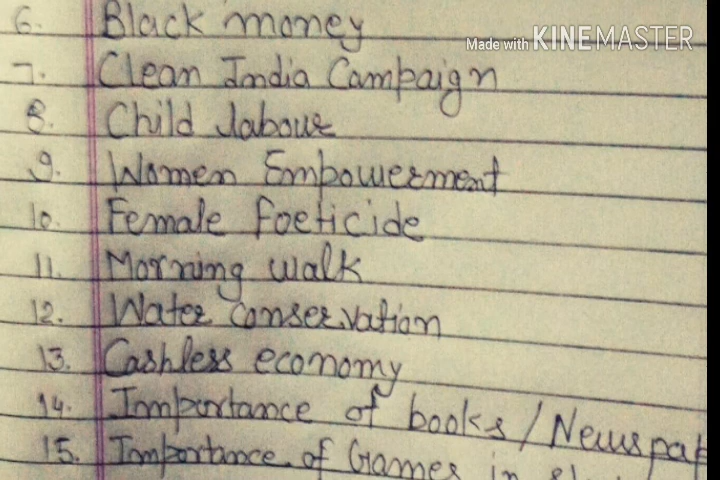 6. Black money
Made with KINEMASTER
7. Clean India Campaign
8. Child labour
9. Women Empowerment
10. Female foeticide
11. Morning walk
12. Water conservation
13. Cashless economy
14. Importance of books / Newspap
15. Importance of Games in